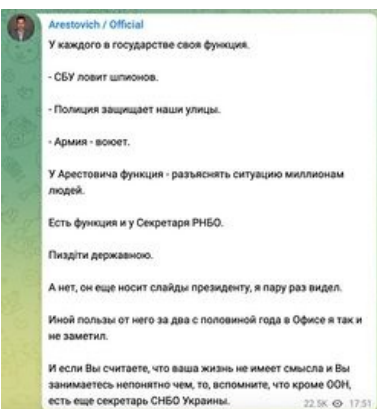 Arestovich / Official
У каждого в государстве своя функция.
- СБУ ловит шпионов.
- Полиция защищает наши улицы.
- Армия - воюет.
У Арестовича функция - разъяснять ситуацию миллионам
людей.
Есть функция и у Секретаря РНБО.
Пиздіти державною.
А нет, он еще носит слайды президенту, я пару раз видел.
Иной пользы от него за два с половиной года в Офисе я так и
не заметил.
И если Вы считаете, что ваша жизнь не имеет смысла и Вы
занимаетесь непонятно чем, то, вспомните, что кроме ООН,
есть еще секретарь СНБО Украины.
22.5K 17:51